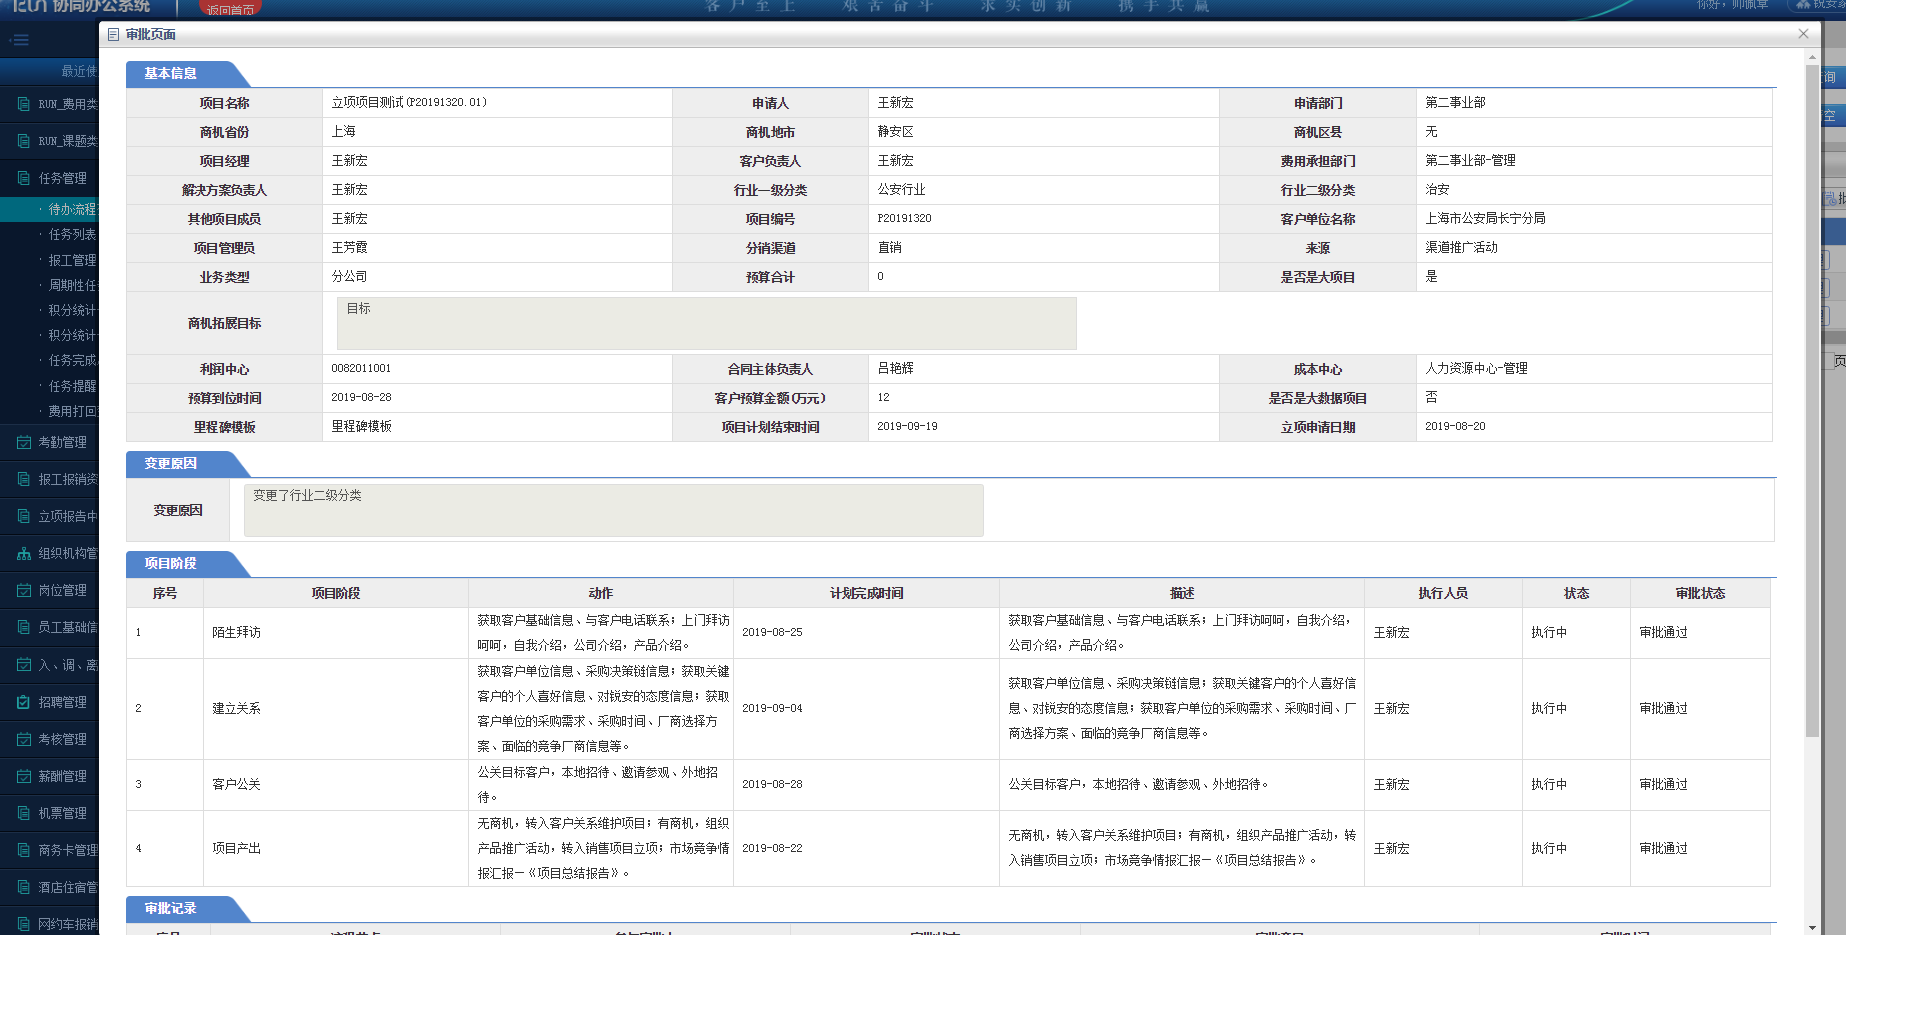 协同办公系统
返回首页
客户至上 艰苦奋斗 求实创新 携手共赢
审批页面
最近使
RUN_费用类
RUN_课题类
任务管理
· 待办流程
· 任务列表
· 报工管理
· 周期性任
· 积分统计
· 积分统计
· 任务完成
· 任务提醒
· 费用打回
考勤管理
报工报销资
立项报告中
组织机构管
岗位管理
员工基础信
入、调、离
招聘管理
考核管理
薪酬管理
机票管理
商务卡管理
酒店住宿管
网约车报销
基本信息
项目名称 立项项目测试(P20191320.01) 申请人 王新宏 申请部门 第二事业部
商机省份 上海 商机地市 静安区 商机区县 无
项目经理 王新宏 客户负责人 王新宏 费用承担部门 第二事业部-管理
解决方案负责人 王新宏 行业一级分类 公安行业 行业二级分类 治安
其他项目成员 王新宏 项目编号 P20191320 客户单位名称 上海市公安局长宁分局
项目管理员 王芳霞 分销渠道 直销 来源 渠道推广活动
业务类型 分公司 预算合计 0 是否是大项目 是
商机拓展目标 目标
利润中心 0082011001 合同主体负责人 吕艳辉 成本中心 人力资源中心-管理
预算到位时间 2019-08-28 客户预算金额(万元) 12 是否是大数据项目 否
里程碑模板 里程碑模板 项目计划结束时间 2019-09-19 立项申请日期 2019-08-20
变更原因
变更原因 变更了行业二级分类
项目阶段
序号 项目阶段 动作 计划完成时间 描述 执行人员 状态 审批状态
1 陌生拜访 获取客户基础信息、与客户电话联系；上门拜访
呵呵，自我介绍，公司介绍，产品介绍。 2019-08-25 获取客户基础信息、与客户电话联系；上门拜访呵呵，自我介绍，
公司介绍，产品介绍。 王新宏 执行中 审批通过
2 建立关系 获取客户单位信息、采购决策链信息；获取关键
客户的个人喜好信息、对锐安的态度信息；获取
客户单位的采购需求、采购时间、厂商选择方
案、面临的竞争厂商信息等。 2019-09-04 获取客户单位信息、采购决策链信息；获取关键客户的个人喜好信
息、对锐安的态度信息；获取客户单位的采购需求、采购时间、厂
商选择方案、面临的竞争厂商信息等。 王新宏 执行中 审批通过
3 客户公关 公关目标客户，本地招待、邀请参观、外地招
待。 2019-08-28 公关目标客户，本地招待、邀请参观、外地招待。 王新宏 执行中 审批通过
4 项目产出 无商机，转入客户关系维护项目；有商机，组织
产品推广活动，转入销售项目立项；市场竞争情
报汇报—《项目总结报告》。 2019-08-22 无商机，转入客户关系维护项目；有商机，组织产品推广活动，转
入销售项目立项；市场竞争情报汇报—《项目总结报告》。 王新宏 执行中 审批通过
审批记录